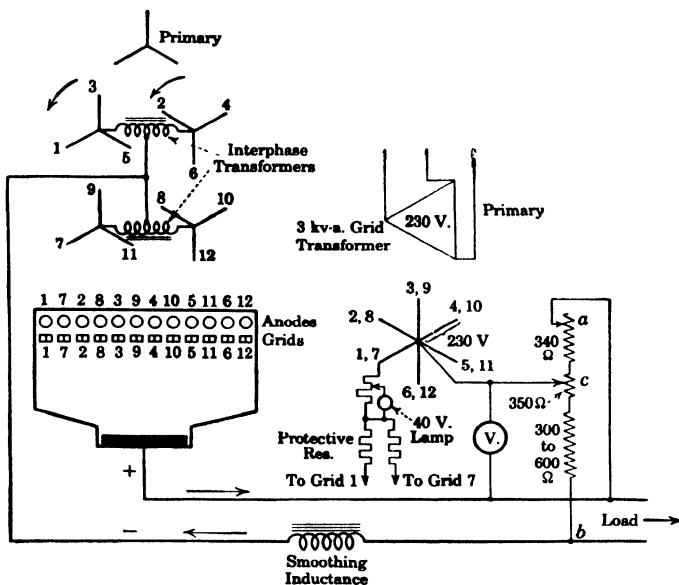 Primary
3
2
4
1
5
6
Interphase
Transformers
9
8
10
7
11
12
3 kv-a. Grid
Transformer
230 V.
Primary
1 7 2 8 3 9 4 10 5 11 6 12
Anodes
Grids
1 7 2 8 3 9 4 10 5 11 6 12
+
3, 9
2, 8
4, 10
230 V
1, 7
5, 11
6, 12
40 V.
Lamp
Protective
Res.
To Grid 1
To Grid 7
V.
a
340
Ω
c
350Ω
300
to
600
Ω
Load
b
−
Smoothing
Inductance